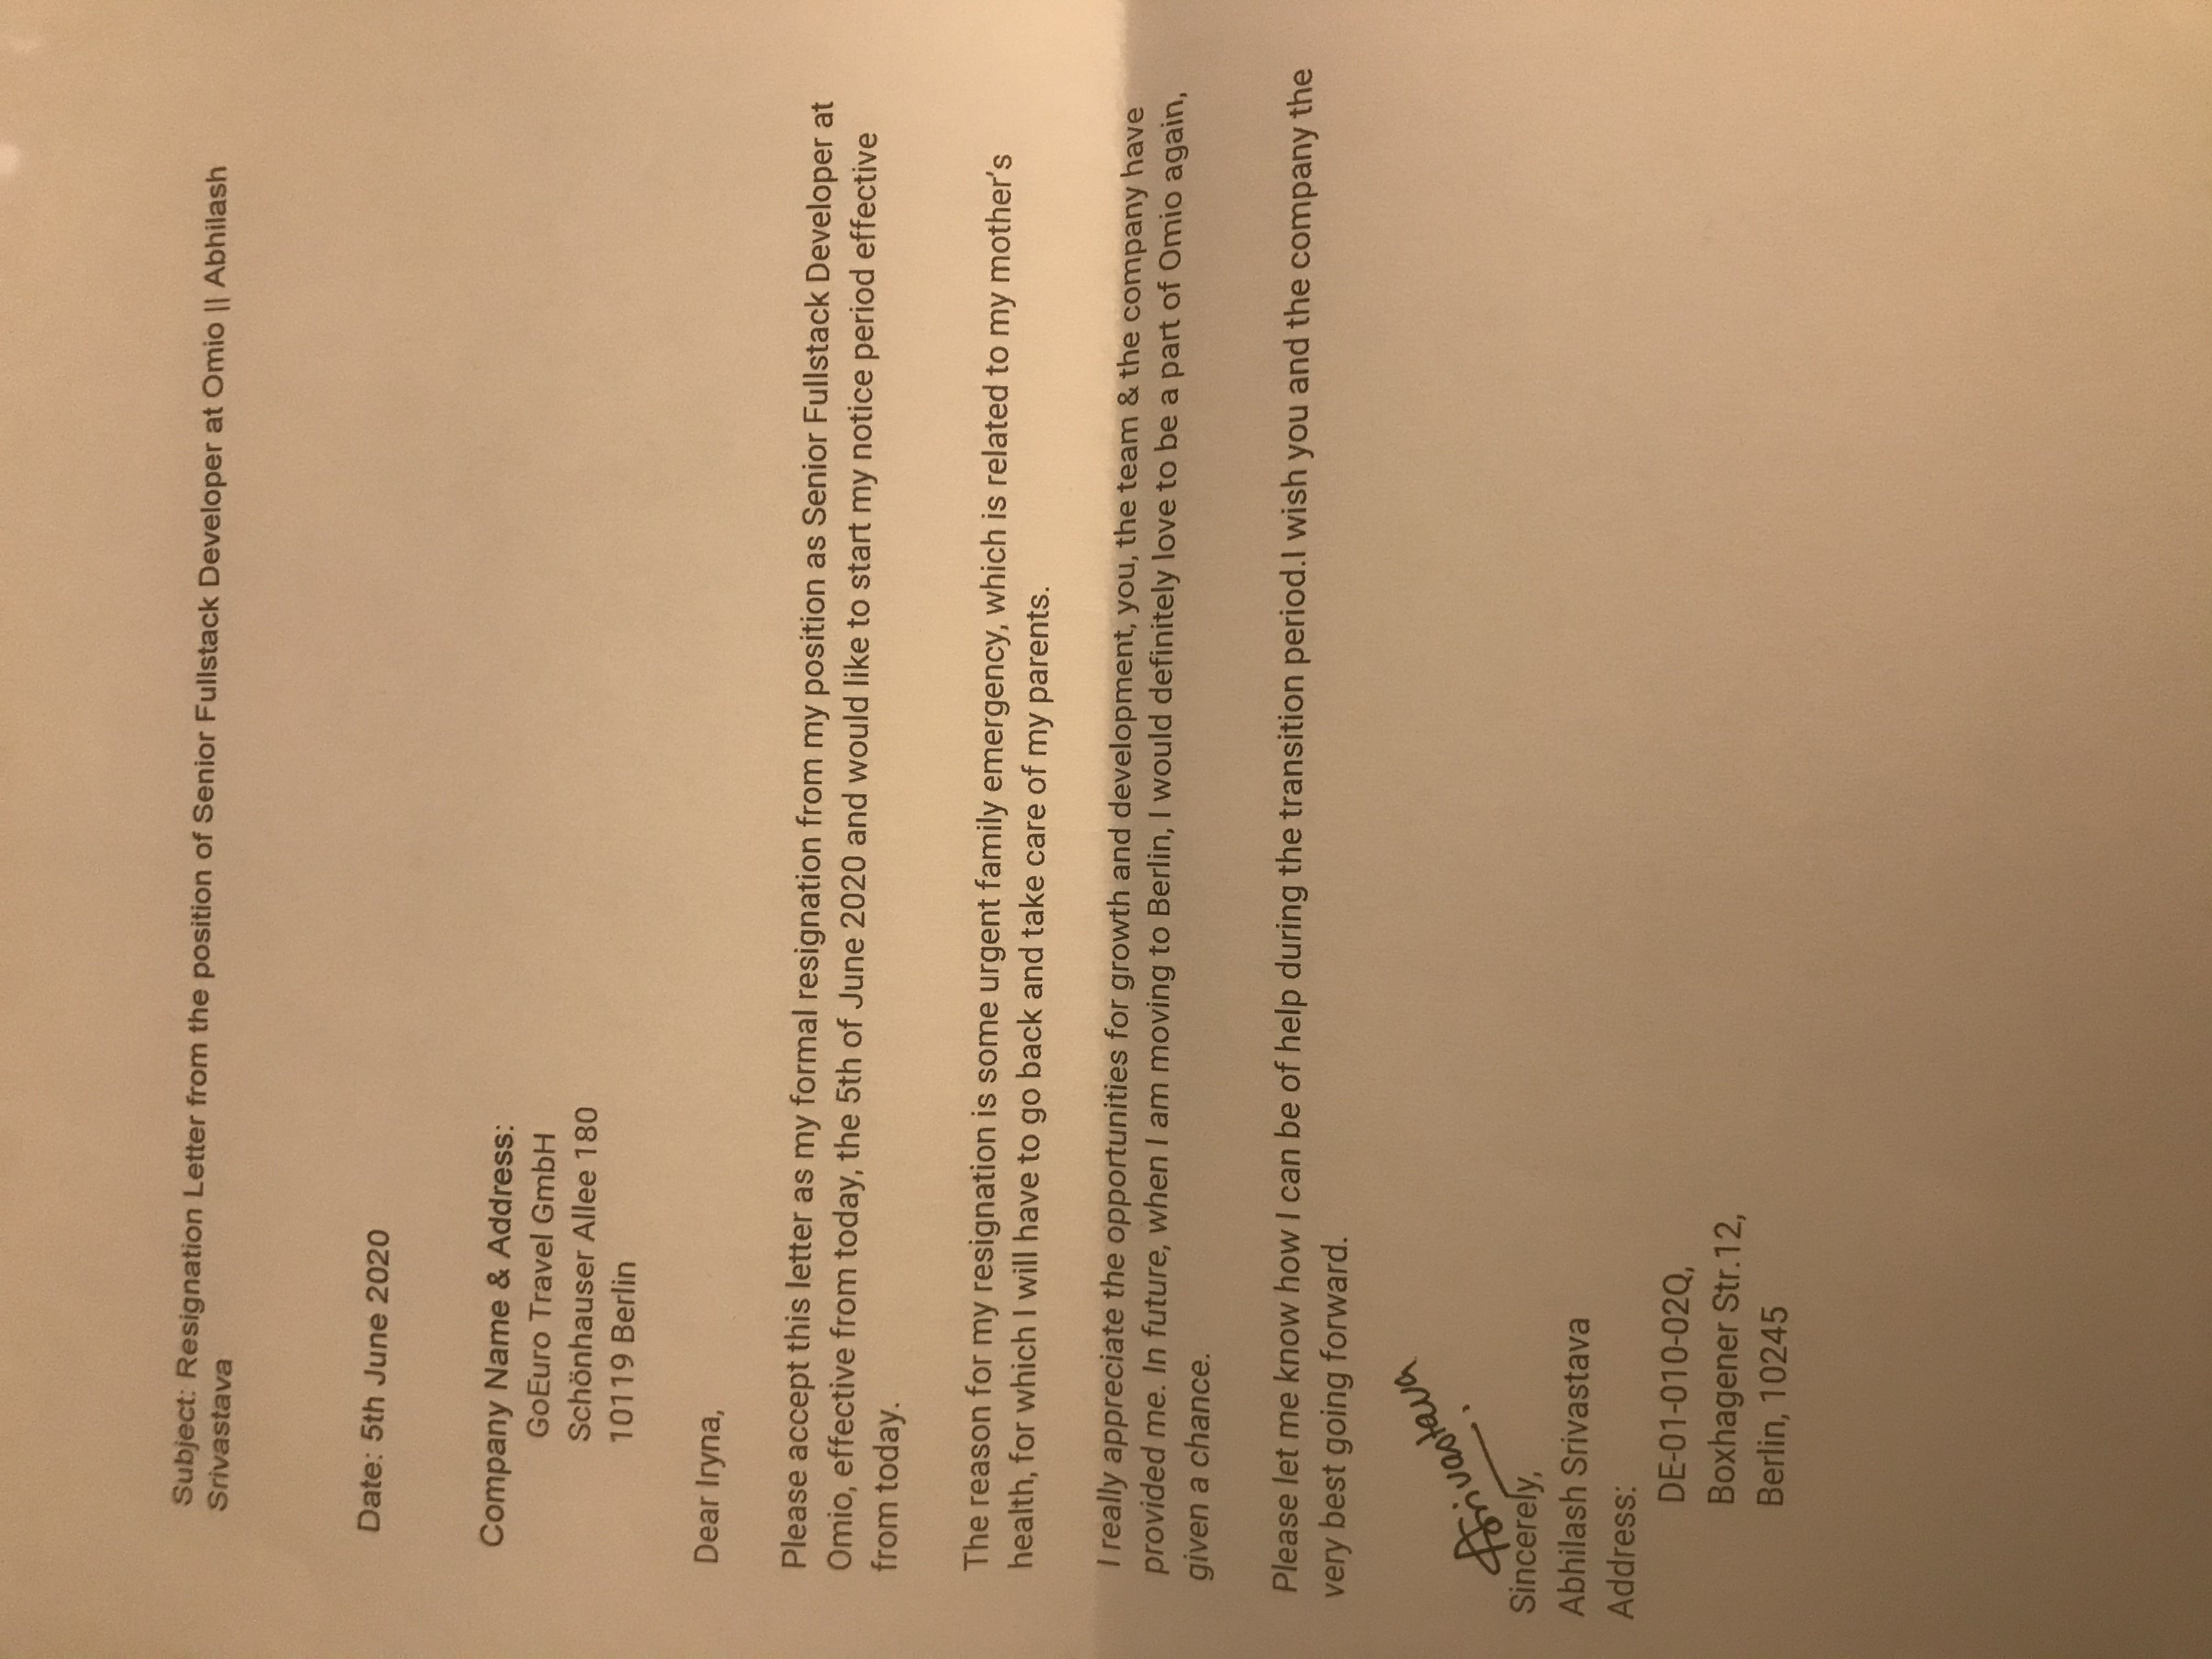 Subject: Resignation Letter from the position of Senior Fullstack Developer at Omio || Abhilash
Srivastava
Date: 5th June 2020
Company Name & Address:
GoEuro Travel GmbH
Schönhauser Allee 180
10119 Berlin
Dear Iryna,
Please accept this letter as my formal resignation from my position as Senior Fullstack Developer at
Omio, effective from today, the 5th of June 2020 and would like to start my notice period effective
from today.
The reason for my resignation is some urgent family emergency, which is related to my mother's
health, for which I will have to go back and take care of my parents.
I really appreciate the opportunities for growth and development, you, the team & the company have
provided me. In future, when I am moving to Berlin, I would definitely love to be a part of Omio again,
given a chance.
Please let me know how I can be of help during the transition period.I wish you and the company the
very best going forward.
ASrivastava
Sincerely,
Abhilash Srivastava
Address:
DE-01-010-02Q,
Boxhagener Str.12,
Berlin, 10245